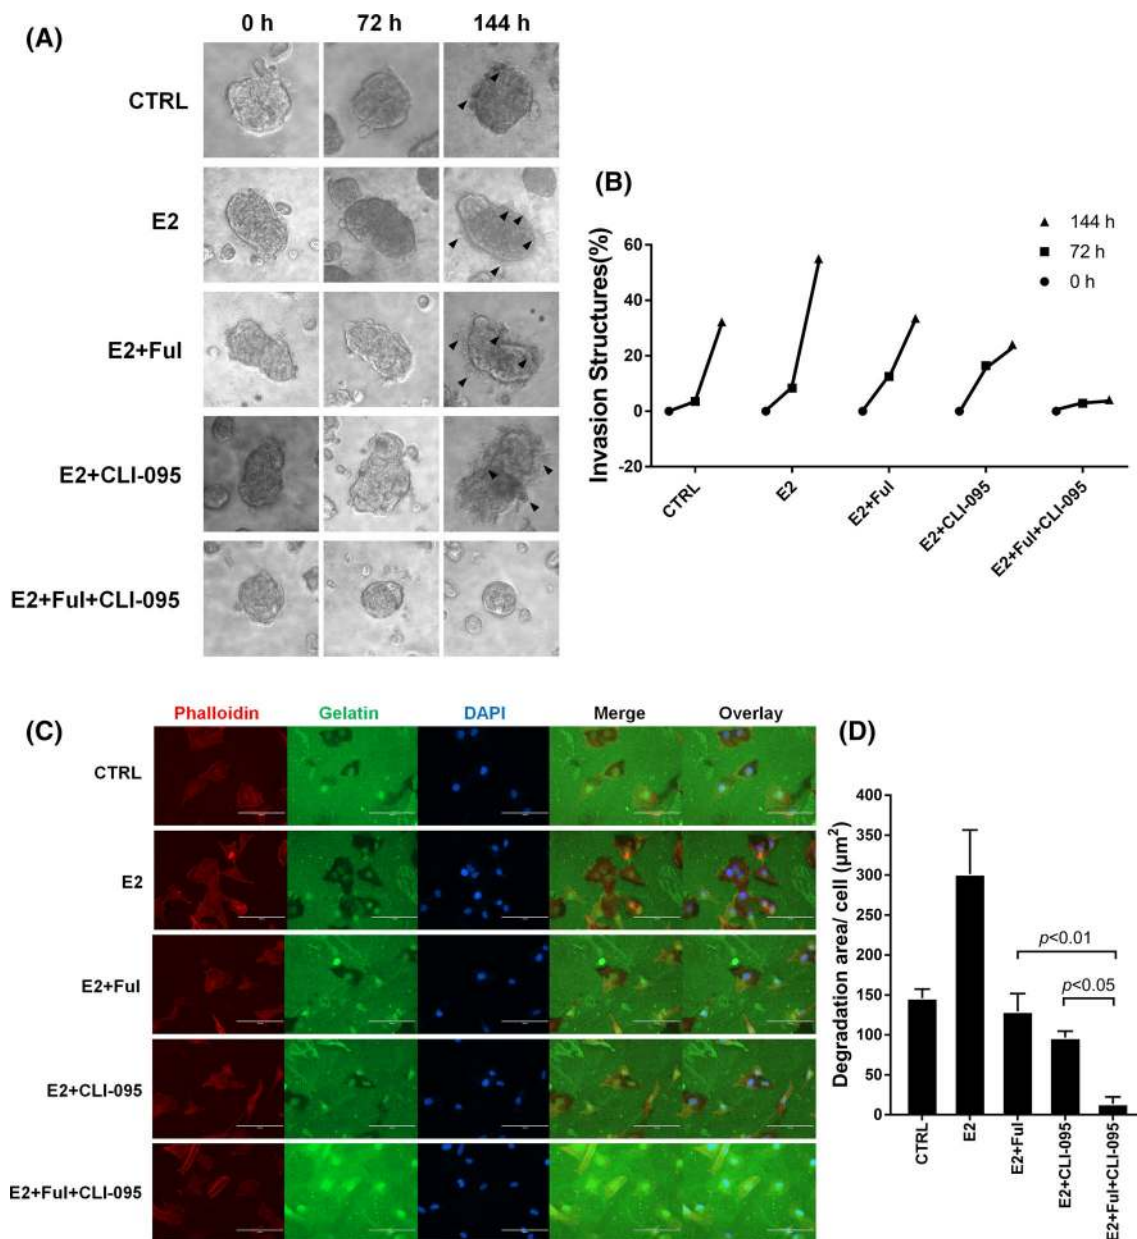 (A)
0 h 72 h 144 h
CTRL
E2
E2+Ful
E2+CLI-095
E2+Ful+CLI-095
(B)
144 h
72 h
0 h
Invasion Structures(%)
60
40
20
0
-20
CTRL
E2
E2+Ful
E2+CLI-095
E2+Ful+CLI-095
(C)
Phalloidin Gelatin DAPI Merge Overlay
CTRL
E2
E2+Ful
E2+CLI-095
E2+Ful+CLI-095
(D)
Degradation area/ cell (μm²)
400
350
300
250
200
150
100
50
0
p<0.01
p<0.05
CTRL
E2
E2+Ful
E2+CLI-095
E2+Ful+CLI-095